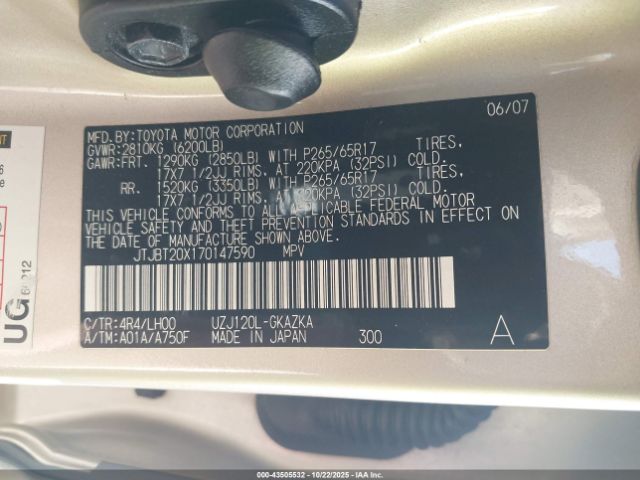 06/07
MFD. BY: TOYOTA MOTOR CORPORATION
GVWR: 2810KG (6200LB)
GAWR: FRT. 1290KG (2850LB) WITH P265/65R17 TIRES,
17X7 1/2JJ RIMS, AT 220KPA (32PSI) COLD.
RR. 1520KG (3350LB) WITH P265/65R17 TIRES,
17X7 1/2JJ RIMS, AT 220KPA (32PSI) COLD.
THIS VEHICLE CONFORMS TO ALL APPLICABLE FEDERAL MOTOR
VEHICLE SAFETY AND THEFT PREVENTION STANDARDS IN EFFECT ON
THE DATE OF MANUFACTURE SHOWN ABOVE.
JTJBT20X170147590 MPV
C/TR: 4R4/LH00 UZJ120L-GKAZKA
A/TM: A01A/A750F MADE IN JAPAN 300 A
UG
000-43505532 10/22/2025 IAAI.com